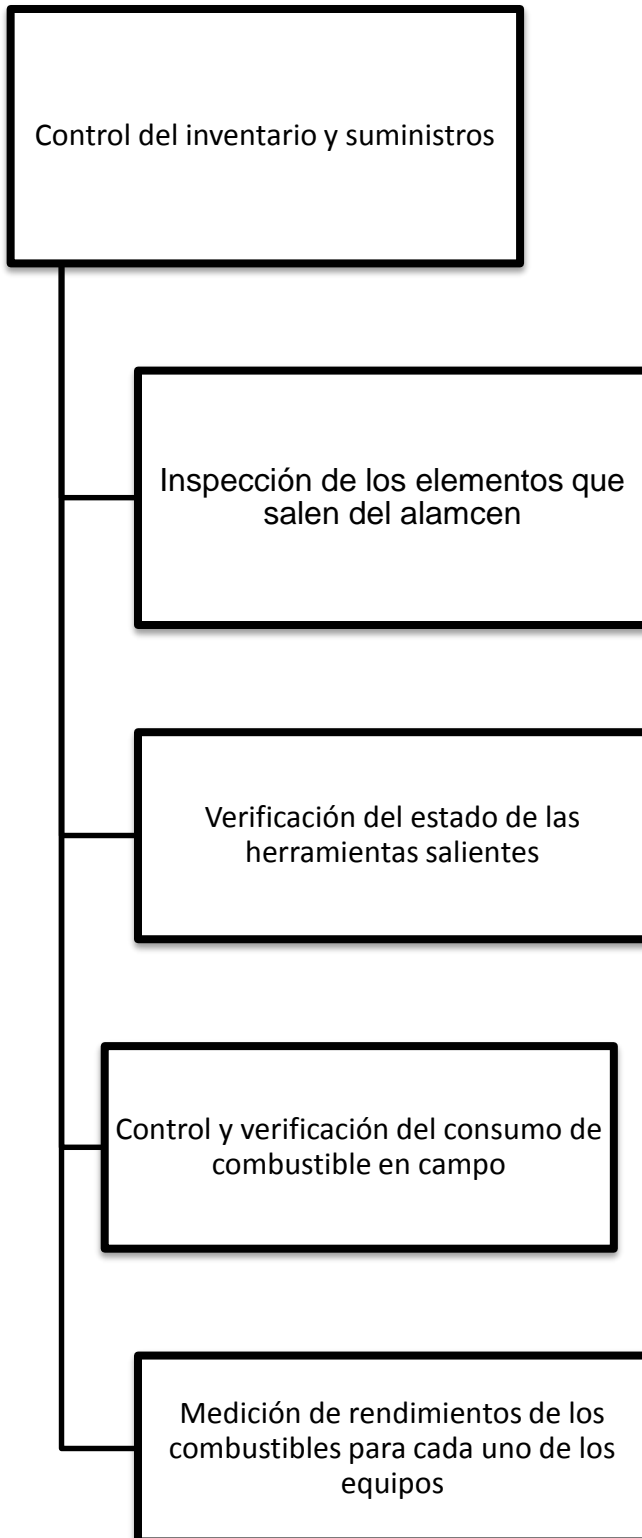 Control del inventario y suministros
Inspección de los elementos que
salen del alamcen
Verificación del estado de las
herramientas salientes
Control y verificación del consumo de
combustible en campo
Medición de rendimientos de los
combustibles para cada uno de los
equipos